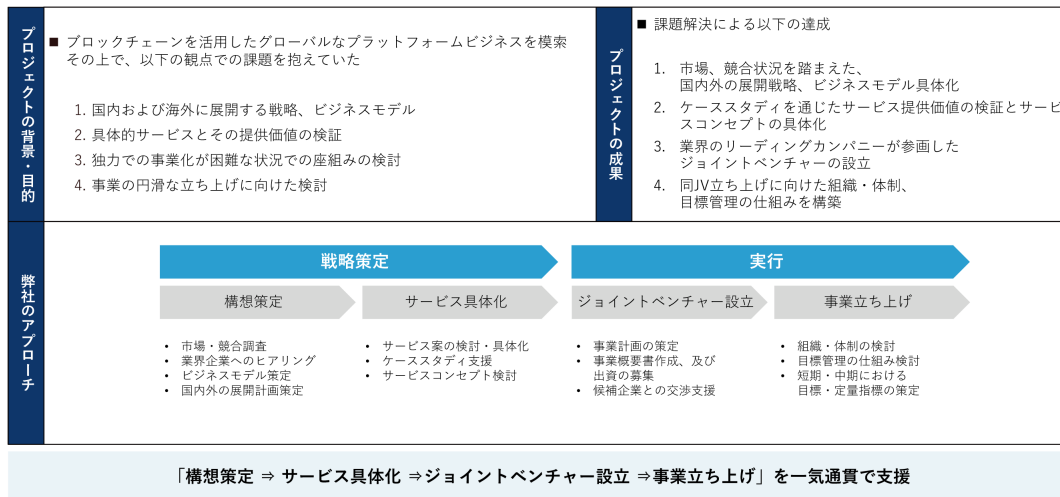 プロジェクトの背景・目的
■ ブロックチェーンを活用したグローバルなプラットフォームビジネスを模索
その上で、以下の観点での課題を抱えていた
1. 国内および海外に展開する戦略、ビジネスモデル
2. 具体的サービスとその提供価値の検証
3. 独力での事業化が困難な状況での座組みの検討
4. 事業の円滑な立ち上げに向けた検討
プロジェクトの成果
■ 課題解決による以下の達成
1. 市場、競合状況を踏まえた、
国内外の展開戦略、ビジネスモデル具体化
2. ケーススタディを通じたサービス提供価値の検証とサービ
スコンセプトの具体化
3. 業界のリーディングカンパニーが参画した
ジョイントベンチャーの設立
4. 同JV立ち上げに向けた組織・体制、
目標管理の仕組みを構築
弊社のアプローチ
戦略策定
実行
構想策定
サービス具体化
ジョイントベンチャー設立
事業立ち上げ
• 市場・競合調査
• 業界企業へのヒアリング
• ビジネスモデル策定
• 国内外の展開計画策定
• サービス案の検討・具体化
• ケーススタディ支援
• サービスコンセプト検討
• 事業計画の策定
• 事業概要書作成、及び
出資の募集
• 候補企業との交渉支援
• 組織・体制の検討
• 目標管理の仕組み検討
• 短期・中期における
目標・定量指標の策定
「構想策定 ⇒ サービス具体化 ⇒ジョイントベンチャー設立 ⇒事業立ち上げ」を一気通貫で支援